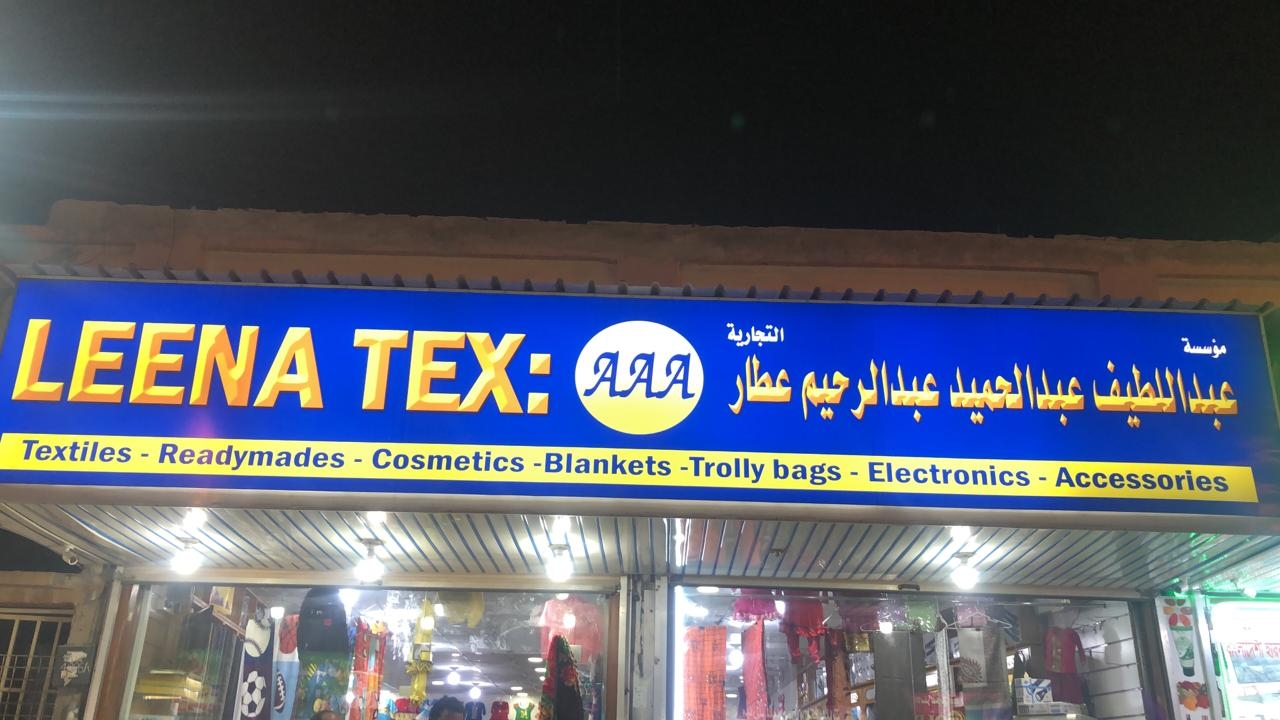 LEENA TEX:
AAA
مؤسسة
التجارية
عبداللطيف عبدالحميد عبدالرحيم عطار
Textiles - Readymades - Cosmetics -Blankets -Trolly bags - Electronics - Accessories